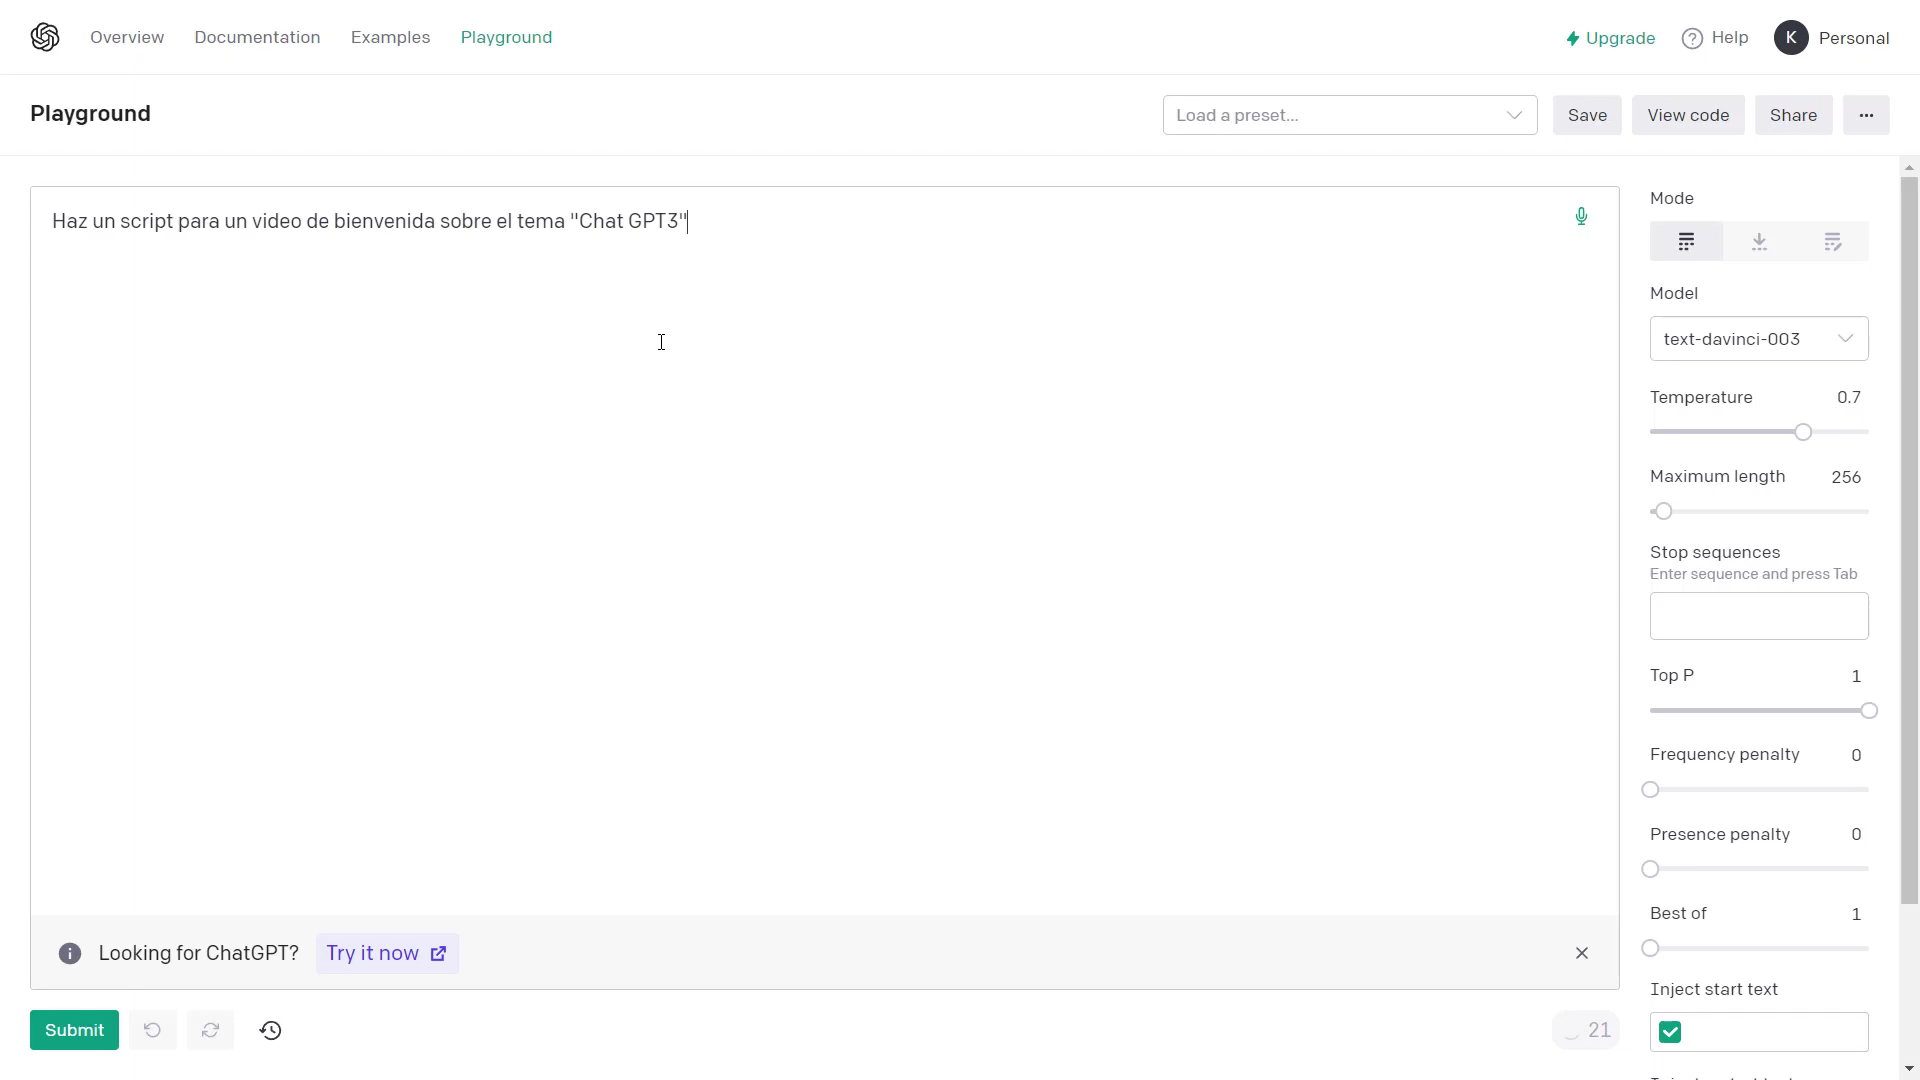 Overview Documentation Examples Playground Upgrade Help K Personal
Playground
Load a preset... Save View code Share ...
Haz un script para un video de bienvenida sobre el tema "Chat GPT3"
Mode
Model
text-davinci-003
Temperature 0.7
Maximum length 256
Stop sequences
Enter sequence and press Tab
Top P 1
Frequency penalty 0
Presence penalty 0
Best of 1
Inject start text
Looking for ChatGPT? Try it now
Submit 21